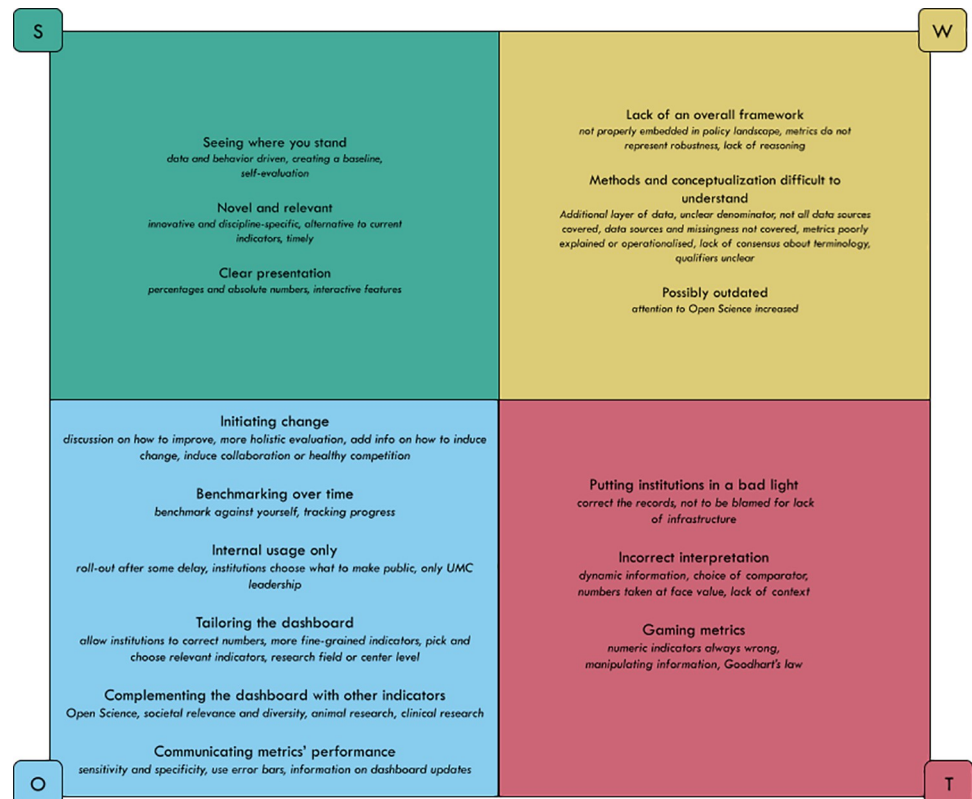 S
W
Seeing where you stand
data and behavior driven, creating a baseline,
self-evaluation
Novel and relevant
innovative and discipline-specific, alternative to current
indicators, timely
Clear presentation
percentages and absolute numbers, interactive features
Lack of an overall framework
not properly embedded in policy landscape, metrics do not
represent robustness, lack of reasoning
Methods and conceptualization difficult to
understand
Additional layer of data, unclear denominator, not all data sources
covered, data sources and missingness not covered, metrics poorly
explained or operationalised, lack of consensus about terminology,
qualifiers unclear
Possibly outdated
attention to Open Science increased
Initiating change
discussion on how to improve, more holistic evaluation, add info on how to induce
change, induce collaboration or healthy competition
Benchmarking over time
benchmark against yourself, tracking progress
Internal usage only
roll-out after some delay, institutions choose what to make public, only UMC
leadership
Tailoring the dashboard
allow institutions to correct numbers, more fine-grained indicators, pick and
choose relevant indicators, research field or center level
Complementing the dashboard with other indicators
Open Science, societal relevance and diversity, animal research, clinical research
Communicating metrics' performance
sensitivity and specificity, use error bars, information on dashboard updates
Putting institutions in a bad light
correct the records, not to be blamed for lack
of infrastructure
Incorrect interpretation
dynamic information, choice of comparator,
numbers taken at face value, lack of context
Gaming metrics
numeric indicators always wrong,
manipulating information, Goodhart's law
O
T